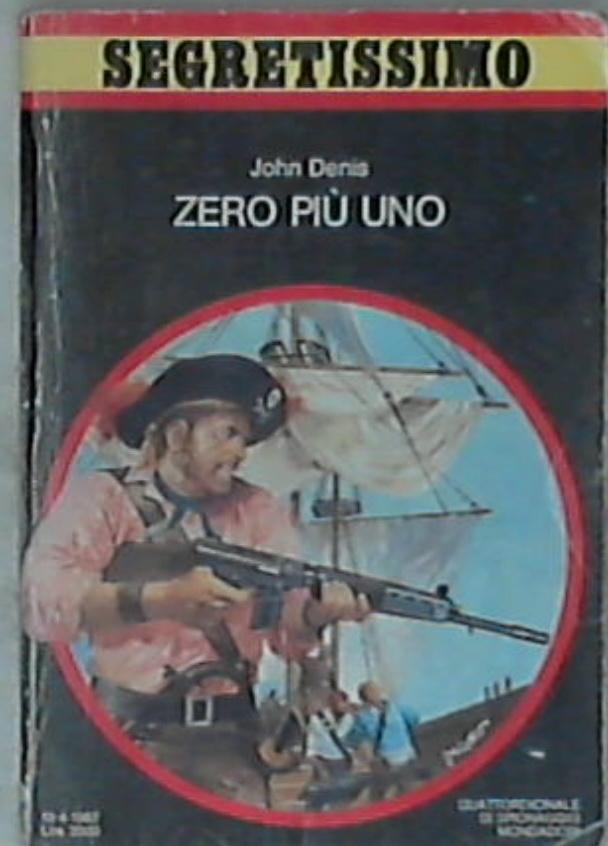 SEGRETISSIMO
John Denis
ZERO PIÙ UNO
QUATTORDICINALE
DI SPIONAGGIO
MONDADORI